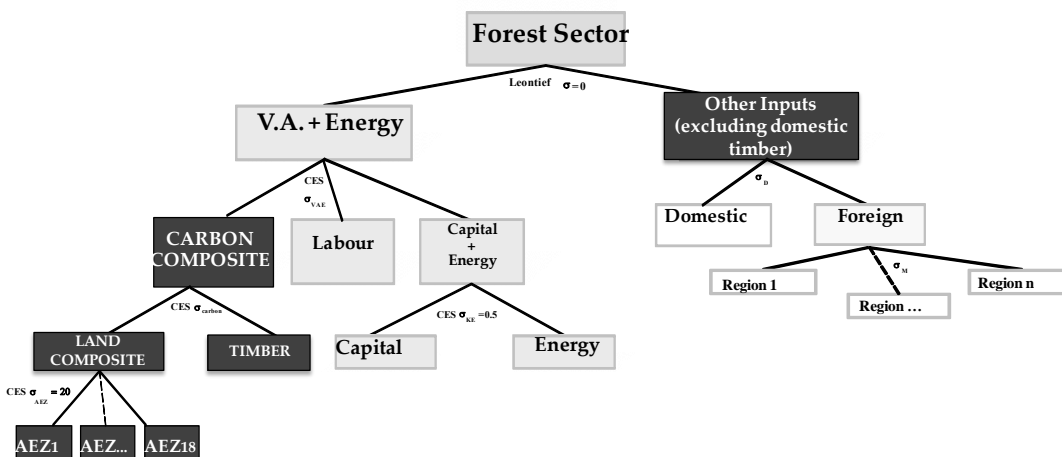 Forest Sector
Leontief σ=0
V.A. + Energy
Other Inputs
(excluding domestic
timber)
CES
σVAE
σD
CARBON
COMPOSITE
Labour
Capital
+
Energy
Domestic
Foreign
σM
Region 1
Region …
Region n
CES σcarbon
CES σKE =0.5
LAND
COMPOSITE
TIMBER
Capital
Energy
CES σAEZ = 20
AEZ1
AEZ...
AEZ18